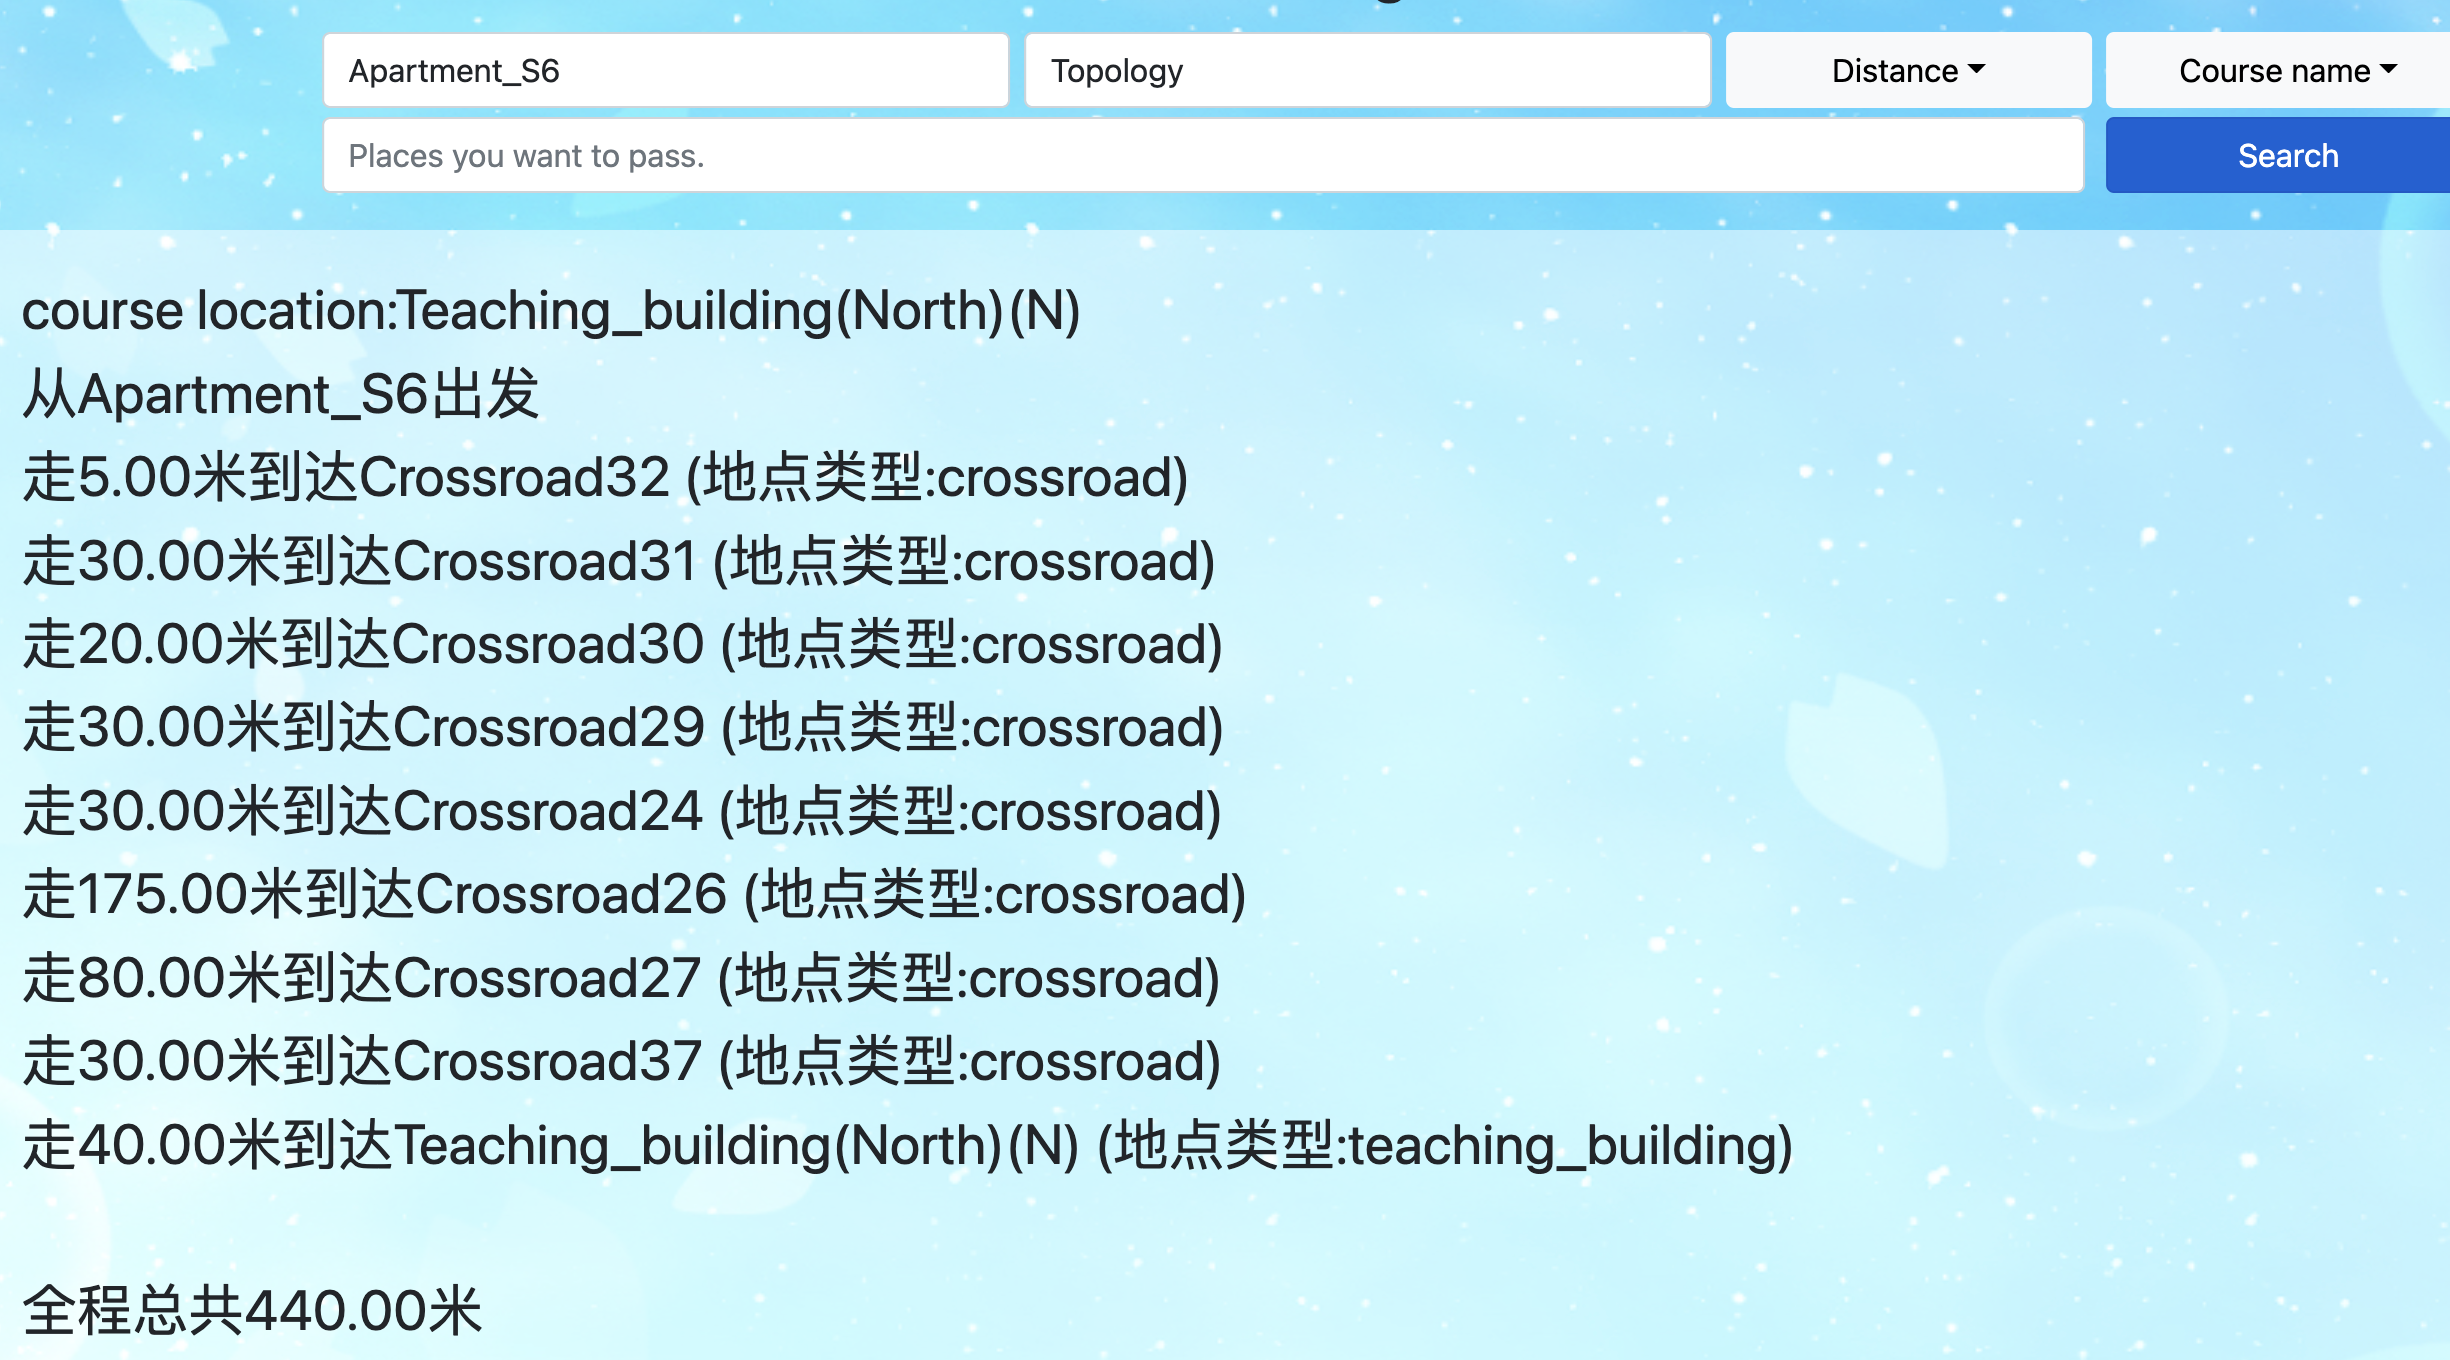 Apartment_S6 Topology Distance Course name
Places you want to pass. Search
course location:Teaching_building(North)(N)
从Apartment_S6出发
走5.00米到达Crossroad32 (地点类型:crossroad)
走30.00米到达Crossroad31 (地点类型:crossroad)
走20.00米到达Crossroad30 (地点类型:crossroad)
走30.00米到达Crossroad29 (地点类型:crossroad)
走30.00米到达Crossroad24 (地点类型:crossroad)
走175.00米到达Crossroad26 (地点类型:crossroad)
走80.00米到达Crossroad27 (地点类型:crossroad)
走30.00米到达Crossroad37 (地点类型:crossroad)
走40.00米到达Teaching_building(North)(N) (地点类型:teaching_building)
全程总共440.00米